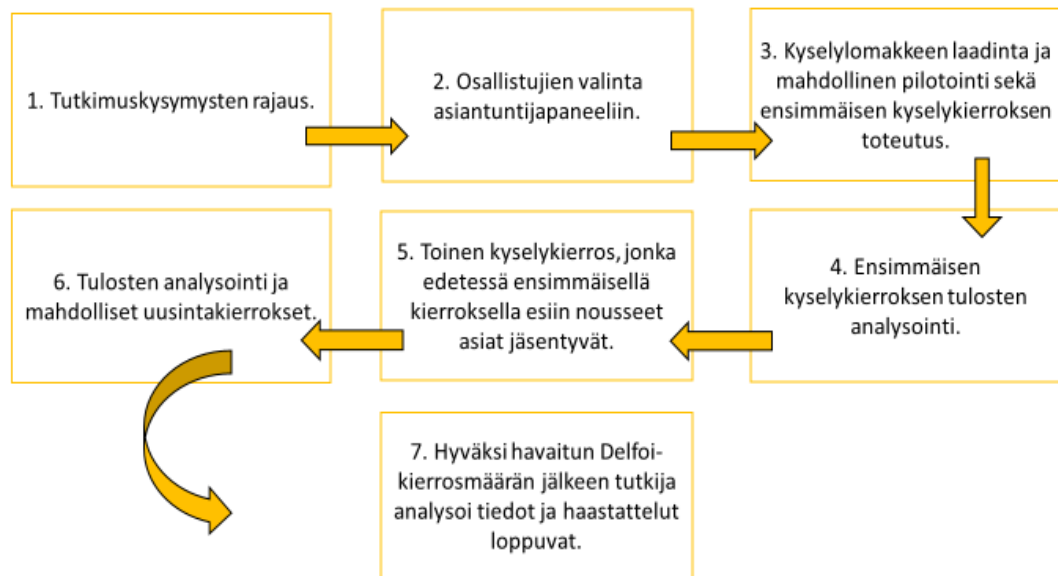 1. Tutkimuskysymysten rajaus.
2. Osallistujien valinta
asiantuntijapaneeliin.
3. Kyselylomakkeen laadinta ja
mahdollinen pilotointi sekä
ensimmäisen kyselykierroksen
toteutus.
4. Ensimmäisen
kyselykierroksen tulosten
analysointi.
5. Toinen kyselykierros, jonka
edetessä ensimmäisellä
kierroksella esiin nousseet
asiat jäsentyvät.
6. Tulosten analysointi ja
mahdolliset uusintakierrokset.
7. Hyväksi havaitun Delfoi-
kierrosmäärän jälkeen tutkija
analysoi tiedot ja haastattelut
loppuvat.